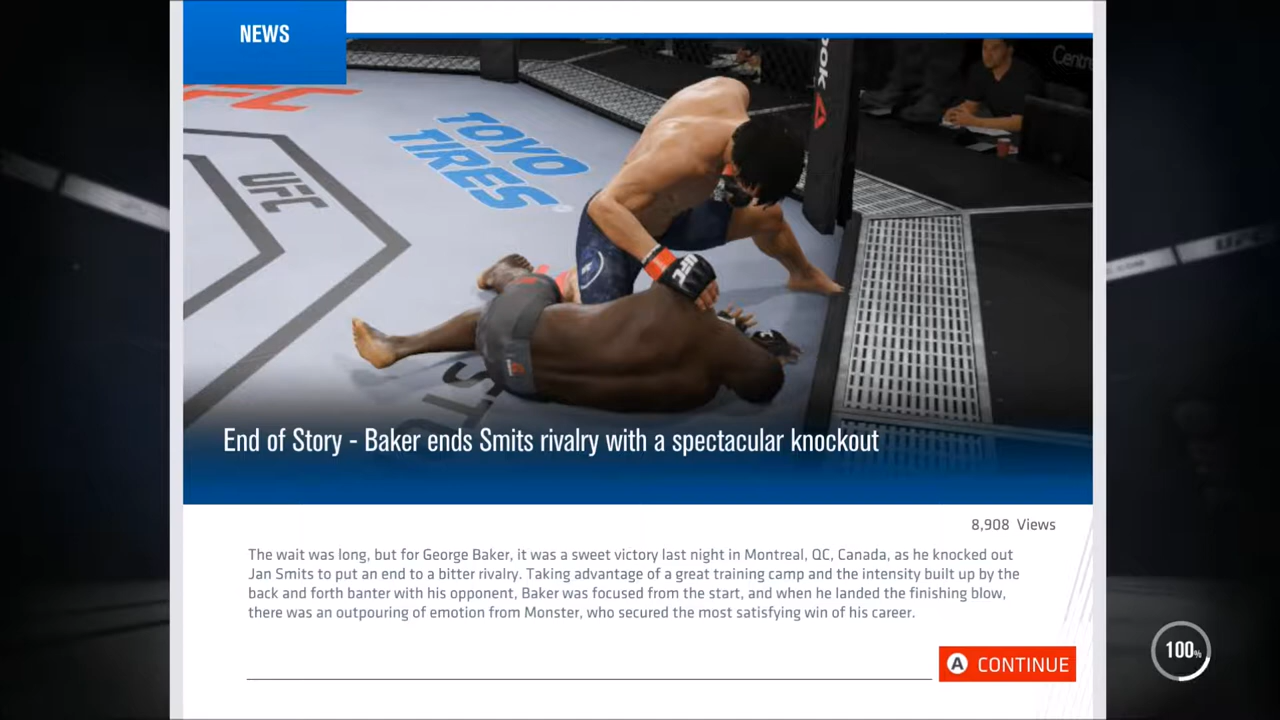 NEWS
UFC
TOYO
TIRES
UFC
UFC
Centre
End of Story - Baker ends Smits rivalry with a spectacular knockout
8,908 Views
The wait was long, but for George Baker, it was a sweet victory last night in Montreal, QC, Canada, as he knocked out
Jan Smits to put an end to a bitter rivalry. Taking advantage of a great training camp and the intensity built up by the
back and forth banter with his opponent, Baker was focused from the start, and when he landed the finishing blow,
there was an outpouring of emotion from Monster, who secured the most satisfying win of his career.
A CONTINUE
100%